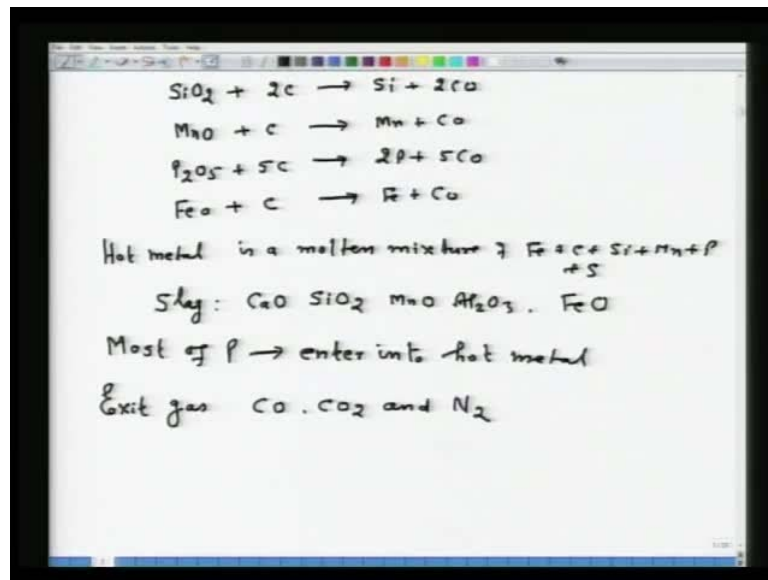 SiO2 + 2C → Si + 2CO
MnO + C → Mn + CO
P2O5 + 5C → 2P + 5CO
FeO + C → Fe + CO
Hot metal is a molten mixture of Fe + C + Si + Mn + P
+ S
Slag: CaO SiO2 MnO Al2O3. FeO
Most of P → enter into hot metal
Exit gas CO. CO2 and N2